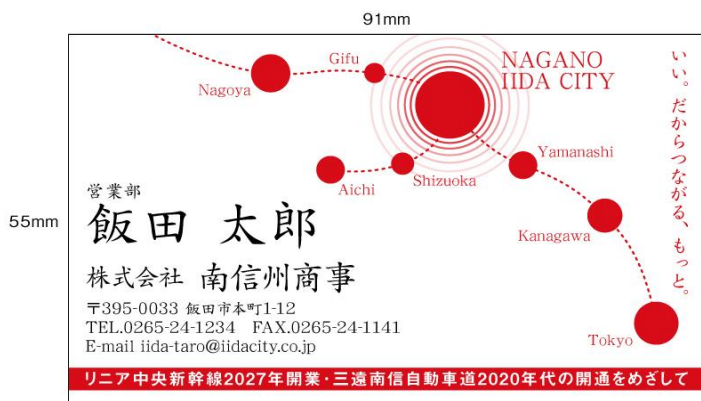 91mm
55mm
NAGANO
IIDA CITY
Gifu
Nagoya
Aichi
Shizuoka
Yamanashi
Kanagawa
Tokyo
いい。だからつながる、もっと。
営業部
飯田 太郎
株式会社 南信州商事
〒395-0033 飯田市本町1-12
TEL.0265-24-1234 FAX.0265-24-1141
E-mail iida-taro@iidacity.co.jp
リニア中央新幹線2027年開業・三遠南信自動車道2020年代の開通をめざして